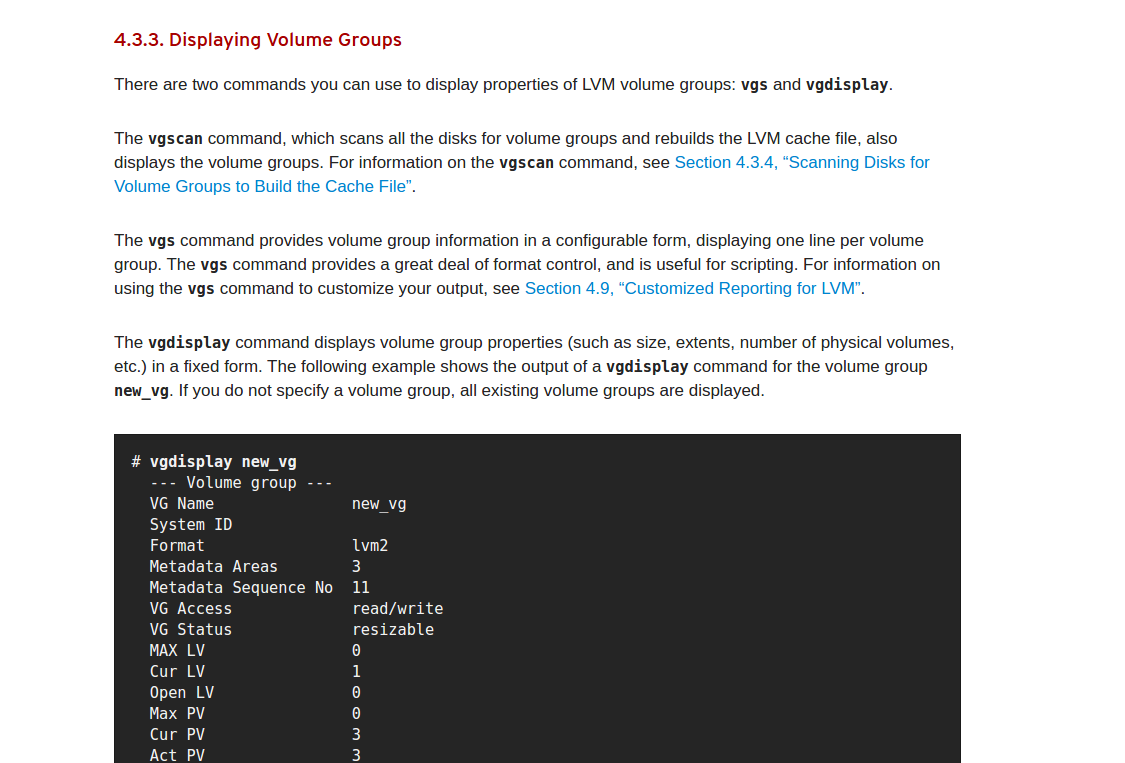 4.3.3. Displaying Volume Groups
There are two commands you can use to display properties of LVM volume groups: vgs and vgdisplay.
The vgscan command, which scans all the disks for volume groups and rebuilds the LVM cache file, also
displays the volume groups. For information on the vgscan command, see Section 4.3.4, “Scanning Disks for
Volume Groups to Build the Cache File”.
The vgs command provides volume group information in a configurable form, displaying one line per volume
group. The vgs command provides a great deal of format control, and is useful for scripting. For information on
using the vgs command to customize your output, see Section 4.9, “Customized Reporting for LVM”.
The vgdisplay command displays volume group properties (such as size, extents, number of physical volumes,
etc.) in a fixed form. The following example shows the output of a vgdisplay command for the volume group
new_vg. If you do not specify a volume group, all existing volume groups are displayed.
# vgdisplay new_vg
--- Volume group ---
VG Name new_vg
System ID
Format lvm2
Metadata Areas 3
Metadata Sequence No 11
VG Access read/write
VG Status resizable
MAX LV 0
Cur LV 1
Open LV 0
Max PV 0
Cur PV 3
Act PV 3